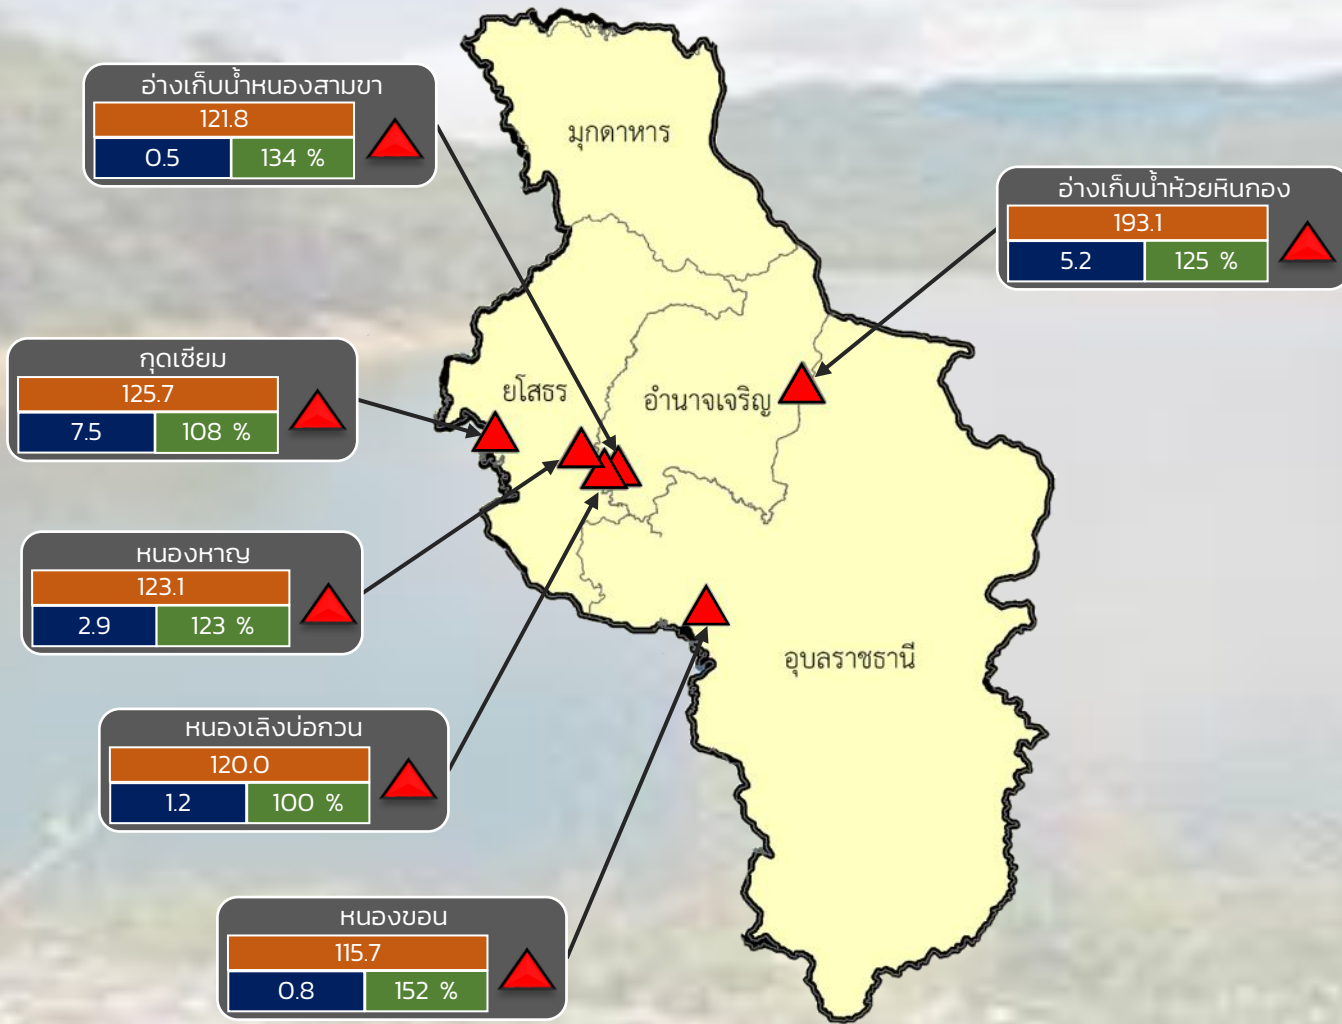 อ่างเก็บน้ำหนองสามขา
121.8
0.5 134 %
มุกดาหาร
อ่างเก็บน้ำห้วยหินกอง
193.1
5.2 125 %
กุดเซียม
125.7
7.5 108 %
ยโสธร
อำนาจเจริญ
หนองหาญ
123.1
2.9 123 %
อุบลราชธานี
หนองเลิงบ่อกวน
120.0
1.2 100 %
หนองขอน
115.7
0.8 152 %